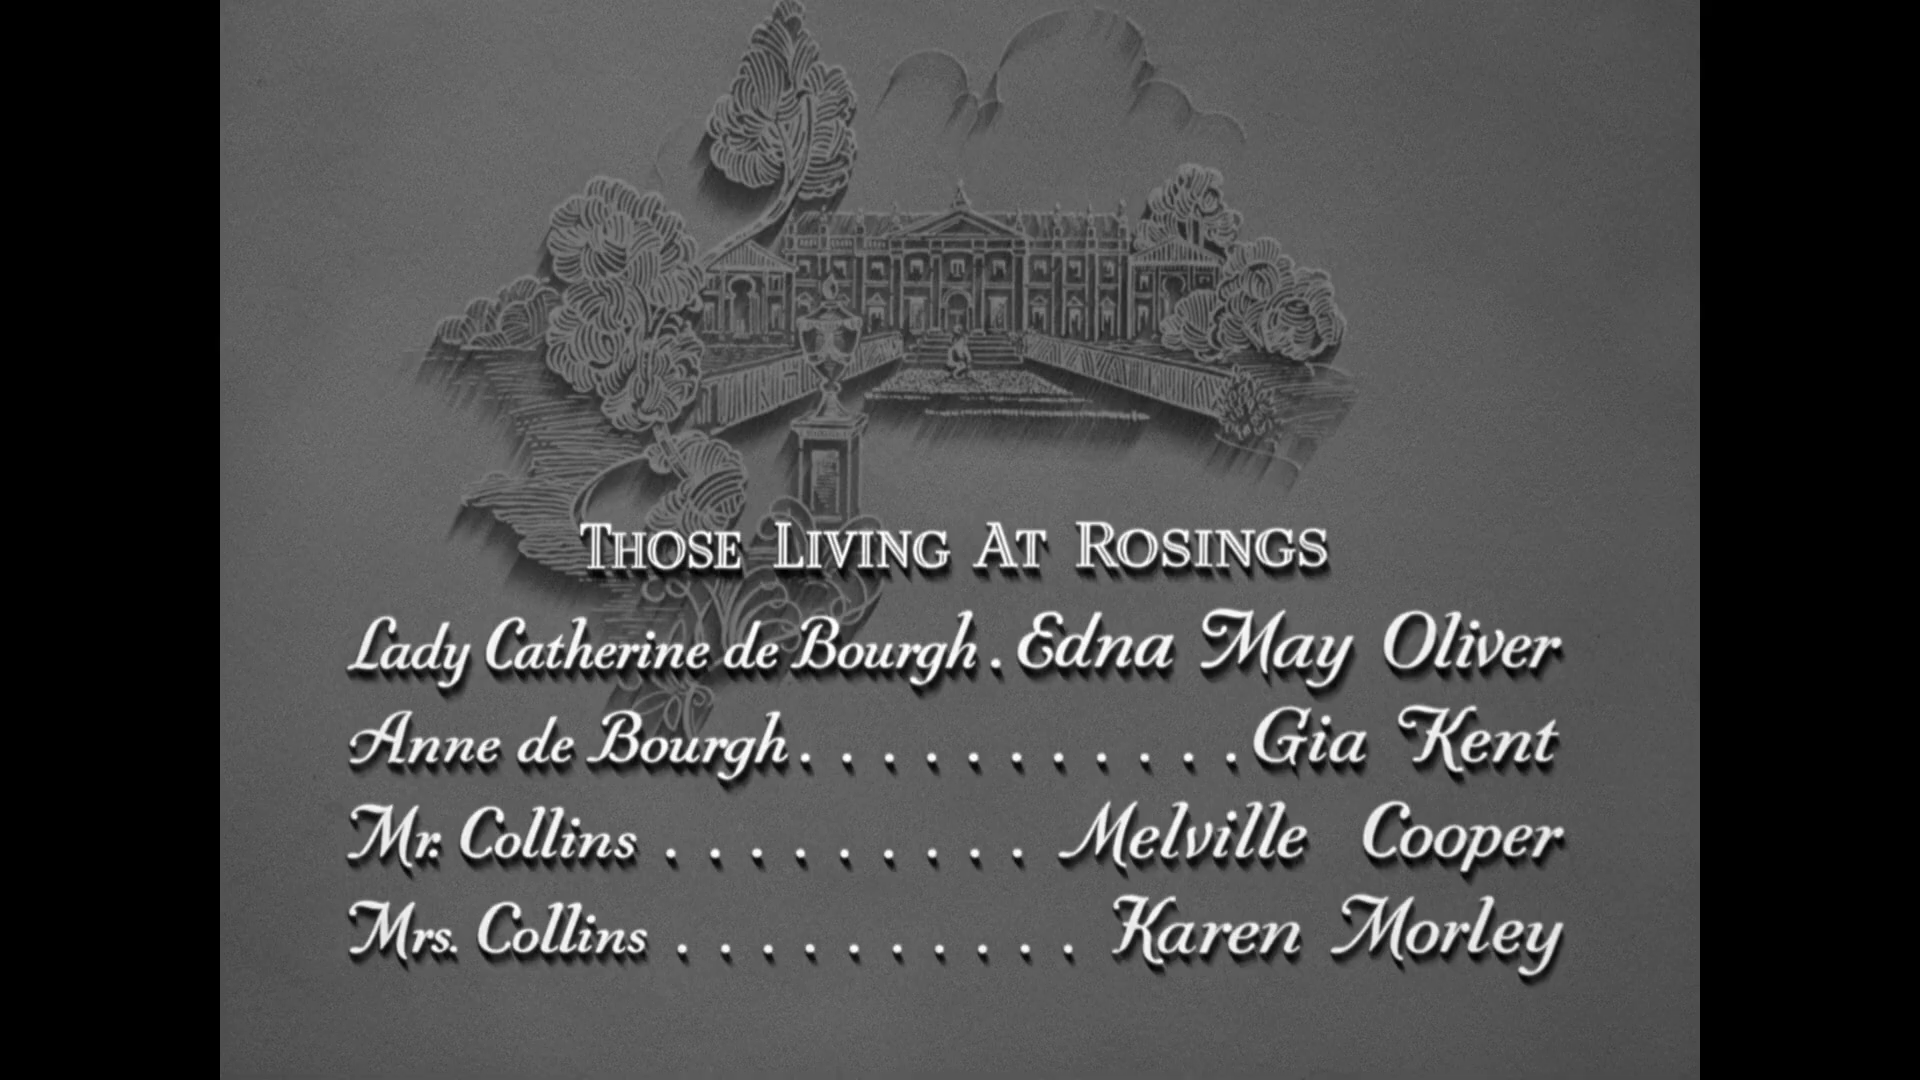 THOSE LIVING AT ROSINGS
Lady Catherine de Bourgh . Edna May Oliver
Anne de Bourgh . . . . . . . . . . . Gia Kent
Mr. Collins . . . . . . . . . Melville Cooper
Mrs. Collins . . . . . . . . . . Karen Morley